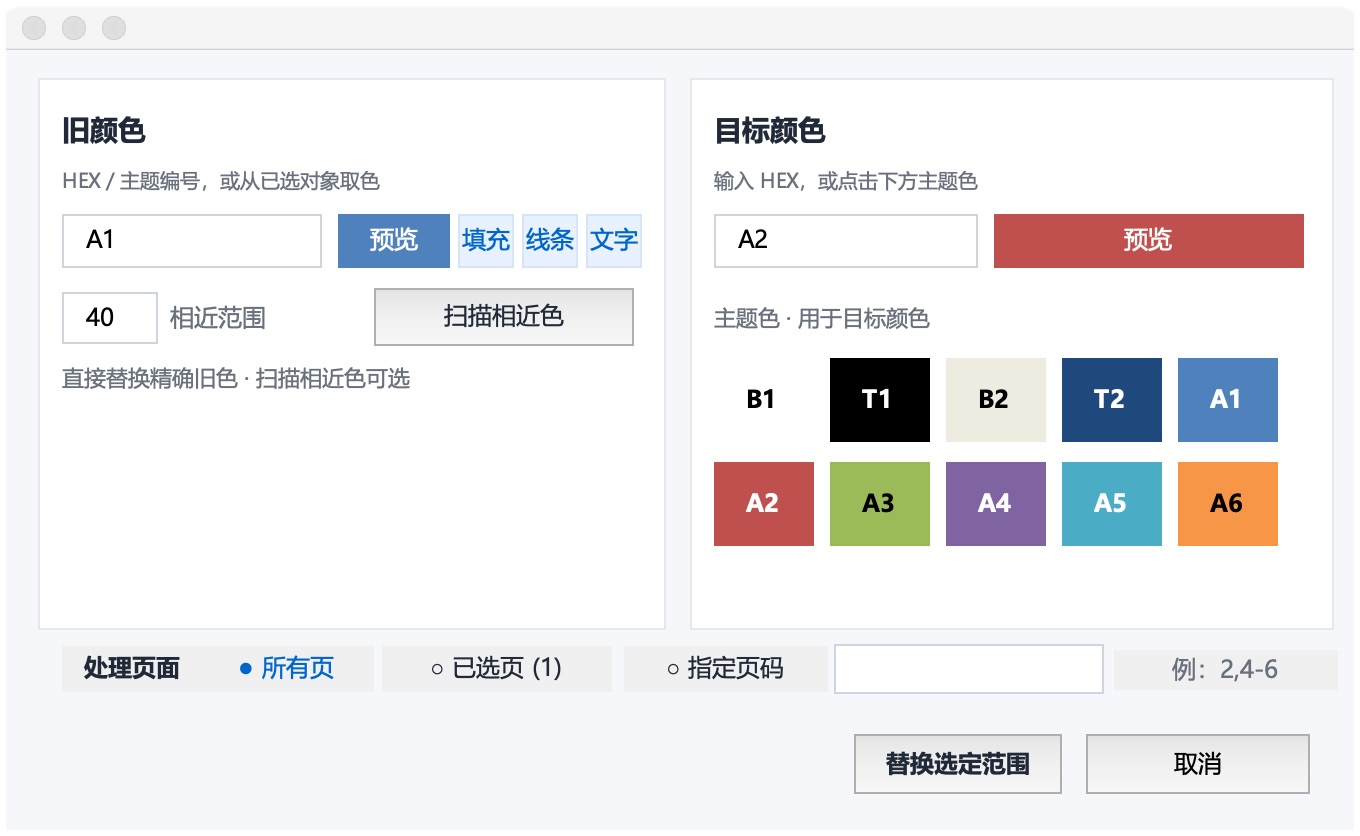 旧颜色
HEX / 主题编号，或从已选对象取色
A1 预览 填充 线条 文字
40 相近范围 扫描相近色
直接替换精确旧色 · 扫描相近色可选
目标颜色
输入 HEX，或点击下方主题色
A2 预览
主题色 · 用于目标颜色
B1 T1 B2 T2 A1
A2 A3 A4 A5 A6
处理页面 ● 所有页 ○ 已选页 (1) ○ 指定页码 例：2,4-6
替换选定范围 取消